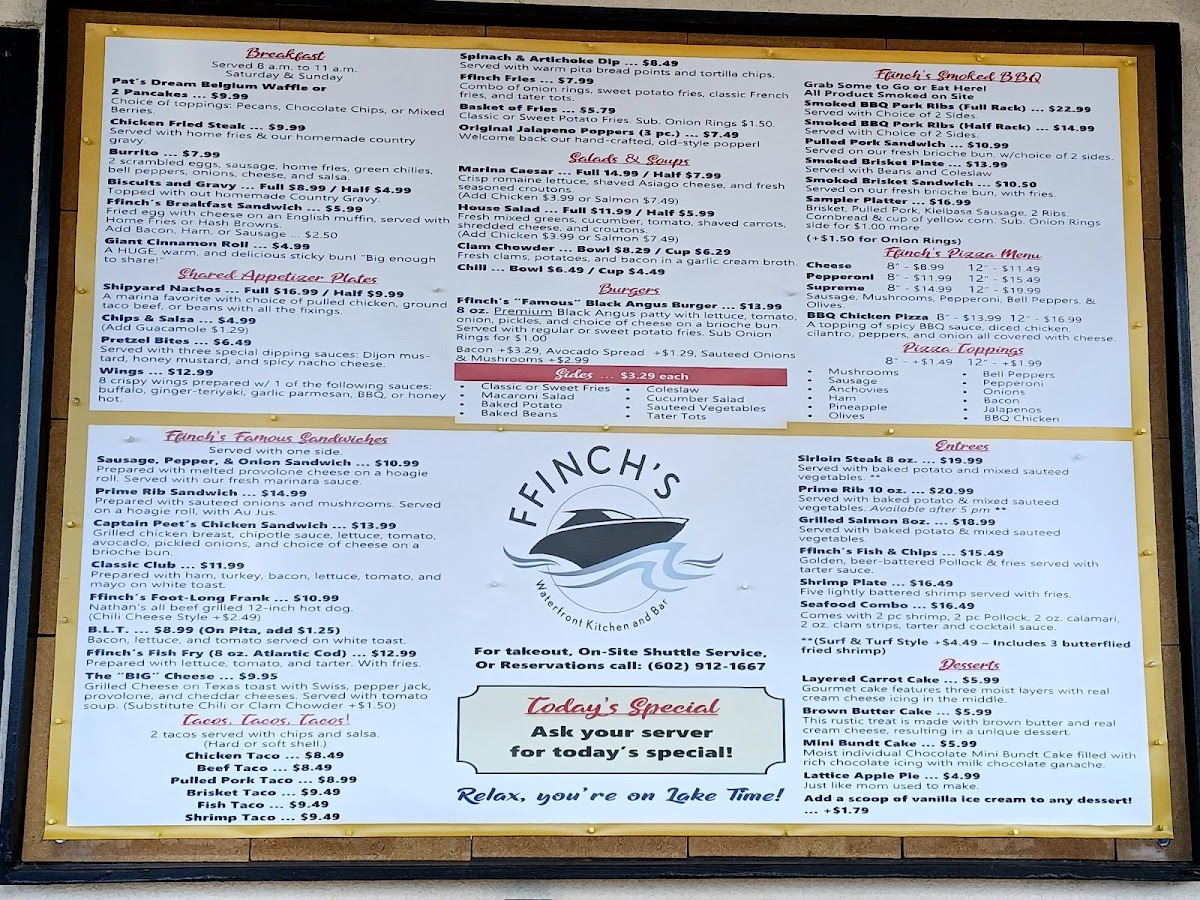 Breakfast
Served 8 a.m. to 11 a.m.
Saturday & Sunday
Pat's Dream Belgium Waffle or
2 Pancakes ... $9.99
Choice of toppings: Pecans, Chocolate Chips, or Mixed
Berries.
Chicken Fried Steak ... $9.99
Served with home fries & our homemade country
gravy.
Burrito ... $7.99
2 scrambled eggs, sausage, home fries, green chilies,
bell peppers, onions, cheese, and salsa.
Biscuits and Gravy ... Full $8.99 / Half $4.99
Topped with out homemade Country Gravy.
Ffinch's Breakfast Sandwich ... $5.99
Fried egg with cheese on an English muffin, served with
Home Fries or Hash Browns.
Add Bacon, Ham, or Sausage ... $2.50
Giant Cinnamon Roll ... $4.99
A HUGE, warm, and delicious sticky bun! "Big enough
to share!"
Shared Appetizer Plates
Shipyard Nachos ... Full $16.99 / Half $9.99
A marina favorite with choice of pulled chicken, ground
taco beef, or beans with all the fixings.
Chips & Salsa ... $4.99
(Add Guacamole $1.29)
Pretzel Bites ... $6.49
Served with three special dipping sauces: Dijon mus-
tard, honey mustard, and spicy nacho cheese.
Wings ... $12.99
8 crispy wings prepared w/ 1 of the following sauces:
buffalo, ginger-teriyaki, garlic parmesan, BBQ, or honey
hot.
Spinach & Artichoke Dip ... $8.49
Served with warm pita bread points and tortilla chips.
Ffinch Fries ... $7.99
Combo of onion rings, sweet potato fries, classic French
fries, and tater tots.
Basket of Fries ... $5.79
Classic or Sweet Potato Fries. Sub. Onion Rings $1.50.
Original Jalapeno Poppers (3 pc.) ... $7.49
Welcome back our hand-crafted, old-style popper!
Salads & Soups
Marina Caesar ... Full 14.99 / Half $7.99
Crisp romaine lettuce, shaved Asiago cheese, and fresh
seasoned croutons.
(Add Chicken $3.99 or Salmon $7.49)
House Salad ... Full $11.99 / Half $5.99
Fresh mixed greens, cucumber, tomato, shaved carrots,
shredded cheese, and croutons.
(Add Chicken $3.99 or Salmon $7.49)
Clam Chowder ... Bowl $8.29 / Cup $6.29
Fresh clams, potatoes, and bacon in a garlic cream broth.
Chili ... Bowl $6.49 / Cup $4.49
Burgers
Ffinch's "Famous" Black Angus Burger ... $13.99
8 oz. Premium Black Angus patty with lettuce, tomato,
onion, pickles, and choice of cheese on a brioche bun.
Served with regular or sweet potato fries. Sub Onion
Rings for $1.00
Bacon +$3.29, Avocado Spread +$1.29, Sauteed Onions
& Mushrooms +$2.99
Sides ... $3.29 each
• Classic or Sweet Fries
• Macaroni Salad
• Baked Potato
• Baked Beans
• Coleslaw
• Cucumber Salad
• Sauteed Vegetables
• Tater Tots
Ffinch's Smoked BBQ
Grab Some to Go or Eat Here!
All Product Smoked on Site
Smoked BBQ Pork Ribs (Full Rack) ... $22.99
Served with Choice of 2 Sides.
Smoked BBQ Pork Ribs (Half Rack) ... $14.99
Served with Choice of 2 Sides.
Pulled Pork Sandwich ... $10.99
Served on our fresh brioche bun, w/choice of 2 sides.
Smoked Brisket Plate ... $13.99
Served with Beans and Coleslaw
Smoked Brisket Sandwich ... $10.50
Served on our fresh brioche bun, with fries.
Sampler Platter ... $16.99
Brisket, Pulled Pork, Kielbasa Sausage, 2 Ribs,
Cornbread & cup of yellow corn. Sub. Onion Rings
side for $1.00 more.
(+$1.50 for Onion Rings)
Ffinch's Pizza Menu
Cheese 8" - $8.99 12" - $11.49
Pepperoni 8" - $11.99 12" - $15.49
Supreme 8" - $14.99 12" - $19.99
Sausage, Mushrooms, Pepperoni, Bell Peppers, &
Olives.
BBQ Chicken Pizza 8" - $13.99 12" - $16.99
A topping of spicy BBQ sauce, diced chicken,
cilantro, peppers, and onion all covered with cheese.
Pizza Toppings
8" - +$1.49 12" - +$1.99
• Mushrooms
• Sausage
• Anchovies
• Ham
• Pineapple
• Olives
• Bell Peppers
• Pepperoni
• Onions
• Bacon
• Jalapenos
• BBQ Chicken
Ffinch's Famous Sandwiches
Served with one side.
Sausage, Pepper, & Onion Sandwich ... $10.99
Prepared with melted provolone cheese on a hoagie
roll. Served with our fresh marinara sauce.
Prime Rib Sandwich ... $14.99
Prepared with sauteed onions and mushrooms. Served
on a hoagie roll, with Au Jus.
Captain Peet's Chicken Sandwich ... $13.99
Grilled chicken breast, chipotle sauce, lettuce, tomato,
avocado, pickled onions, and choice of cheese on a
brioche bun.
Classic Club ... $11.99
Prepared with ham, turkey, bacon, lettuce, tomato, and
mayo on white toast.
Ffinch's Foot-Long Frank ... $10.99
Nathan's all beef grilled 12-inch hot dog.
(Chili Cheese Style +$2.49)
B.L.T. ... $8.99 (On Pita, add $1.25)
Bacon, lettuce, and tomato served on white toast.
Ffinch's Fish Fry (8 oz. Atlantic Cod) ... $12.99
Prepared with lettuce, tomato, and tarter. With fries.
The "BIG" Cheese ... $9.95
Grilled Cheese on Texas toast with Swiss, pepper jack,
provolone, and cheddar cheeses. Served with tomato
soup. (Substitute Chili or Clam Chowder +$1.50)
Tacos, Tacos, Tacos!
2 tacos served with chips and salsa.
(Hard or soft shell.)
Chicken Taco ... $8.49
Beef Taco ... $8.49
Pulled Pork Taco ... $8.99
Brisket Taco ... $9.49
Fish Taco ... $9.49
Shrimp Taco ... $9.49
FFINCH'S
Waterfront Kitchen and Bar
For takeout, On-Site Shuttle Service,
Or Reservations call: (602) 912-1667
Today's Special
Ask your server
for today's special!
Relax, you're on Lake Time!
Entrees
Sirloin Steak 8 oz. ... $19.99
Served with baked potato and mixed sauteed
vegetables. **
Prime Rib 10 oz. ... $20.99
Served with baked potato & mixed sauteed
vegetables. Available after 5 pm **
Grilled Salmon 8oz. ... $18.99
Served with baked potato & mixed sauteed
vegetables.
Ffinch's Fish & Chips ... $15.49
Golden, beer-battered Pollock & fries served with
tarter sauce.
Shrimp Plate ... $16.49
Five lightly battered shrimp served with fries.
Seafood Combo ... $16.49
Comes with 2 pc shrimp, 2 pc Pollock, 2 oz. calamari,
2 oz. clam strips, tarter and cocktail sauce.
**(Surf & Turf Style +$4.49 – Includes 3 butterflied
fried shrimp)
Desserts
Layered Carrot Cake ... $5.99
Gourmet cake features three moist layers with real
cream cheese icing in the middle.
Brown Butter Cake ... $5.99
This rustic treat is made with brown butter and real
cream cheese, resulting in a unique dessert.
Mini Bundt Cake ... $5.99
Moist individual Chocolate Mini Bundt Cake filled with
rich chocolate icing with milk chocolate ganache.
Lattice Apple Pie ... $4.99
Just like mom used to make.
Add a scoop of vanilla ice cream to any dessert!
... +$1.79